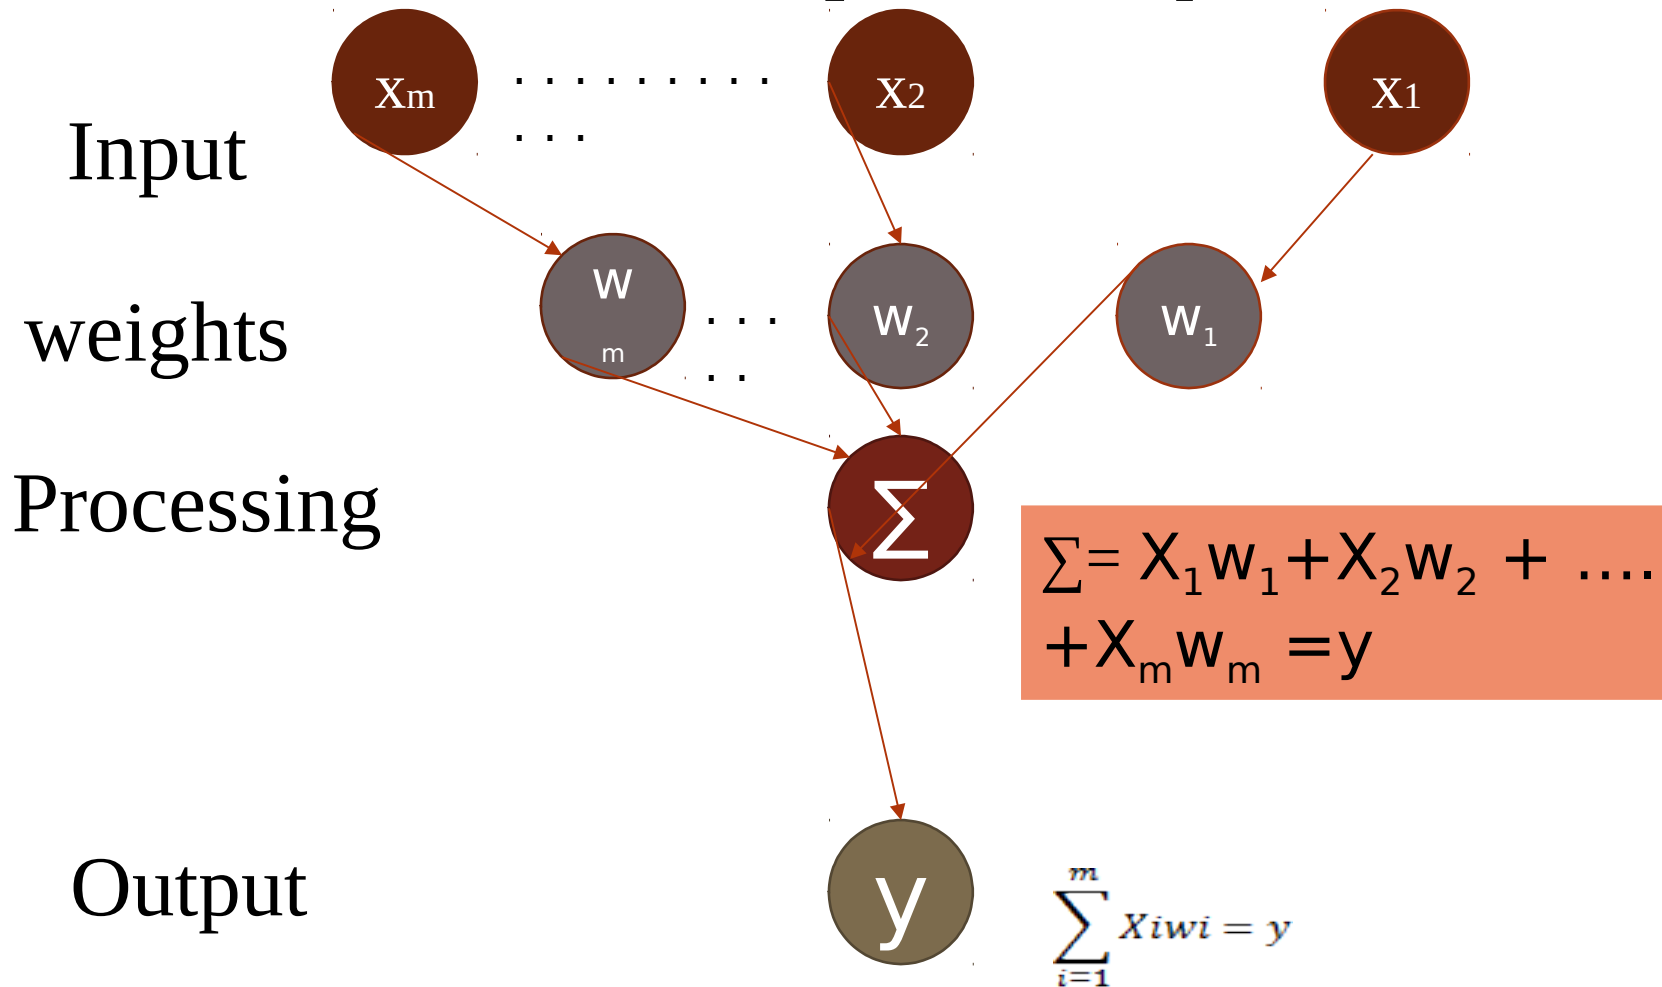 Input
xm
. . . . . . . . .
. . .
x2
x1
weights
w
m
. . .
. .
w2
w1
Processing
∑
∑= X1w1+X2w2 + ....
+Xmwm =y
Output
y
m
∑ Xiwi = y
i=1